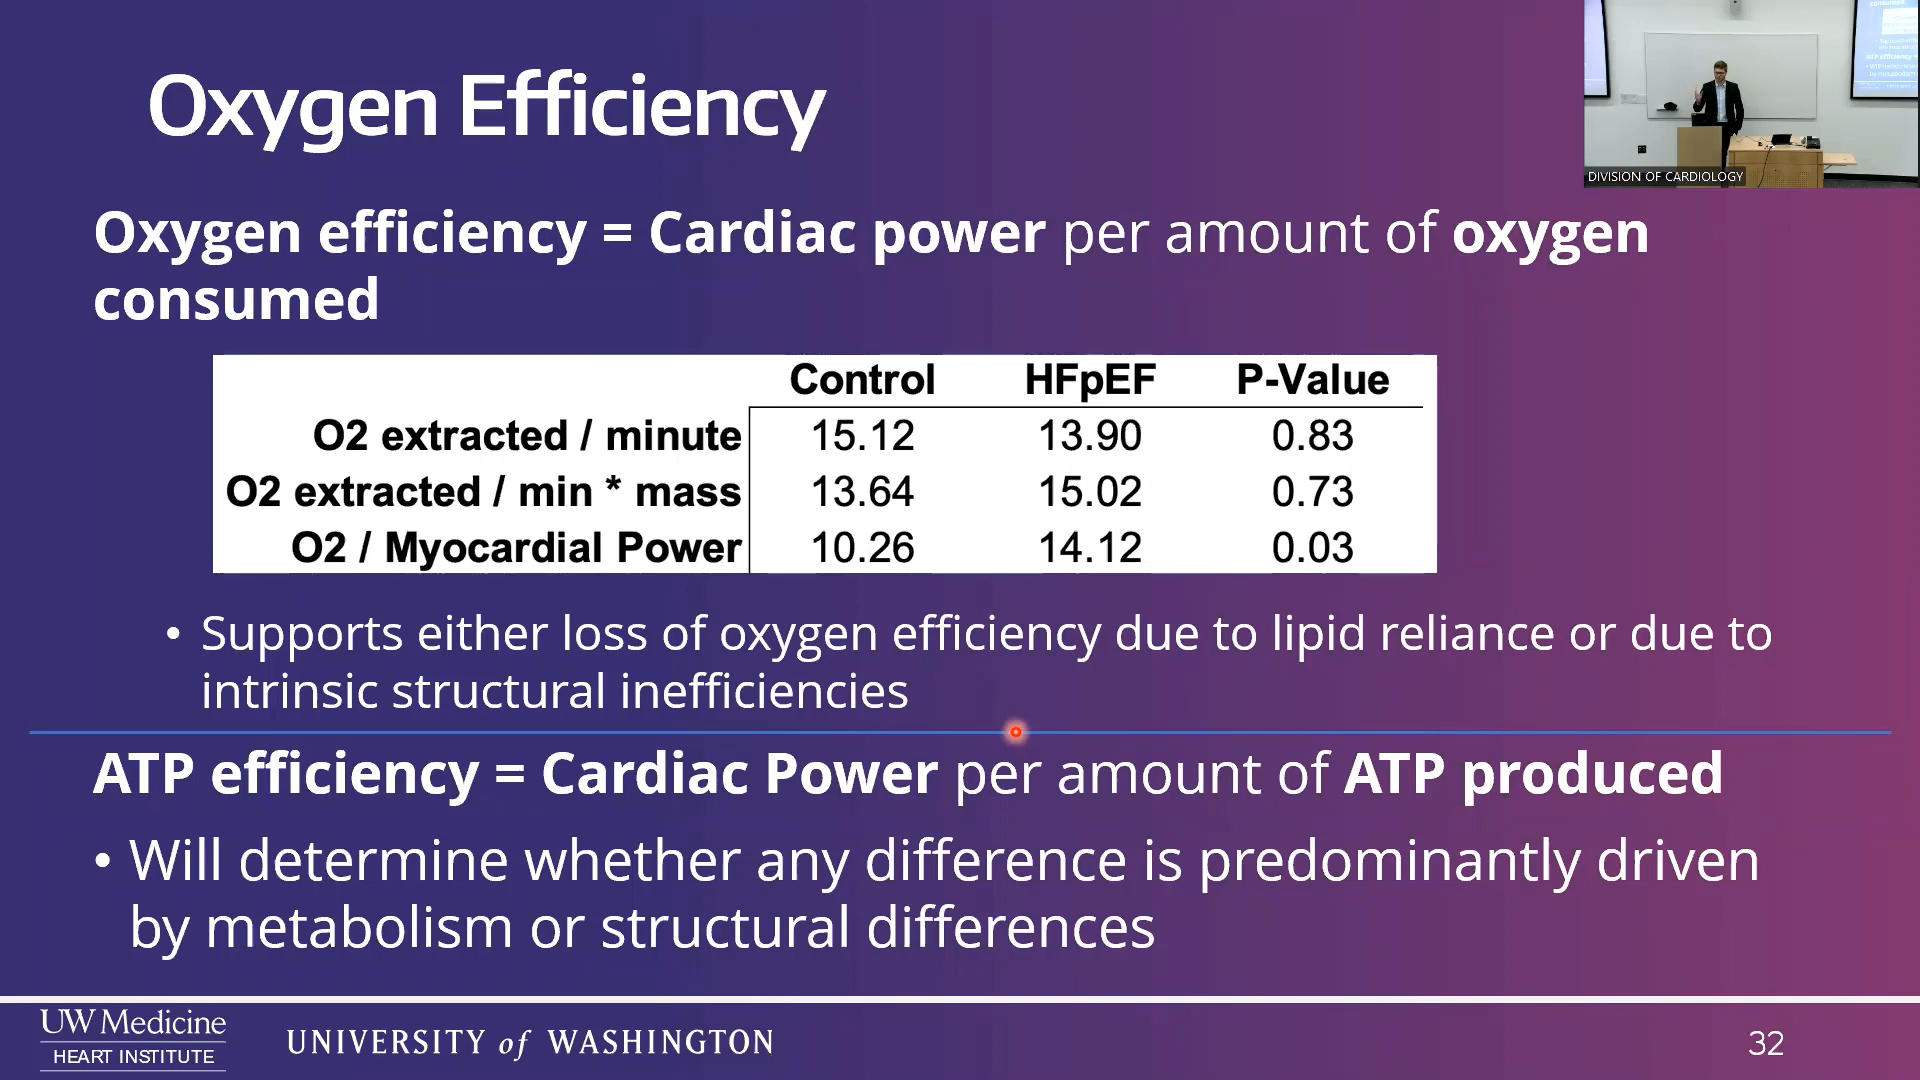 Oxygen Efficiency
DIVISION OF CARDIOLOGY
Oxygen efficiency = Cardiac power per amount of oxygen
consumed
Control HFpEF P-Value
O2 extracted / minute 15.12 13.90 0.83
O2 extracted / min * mass 13.64 15.02 0.73
O2 / Myocardial Power 10.26 14.12 0.03
• Supports either loss of oxygen efficiency due to lipid reliance or due to
intrinsic structural inefficiencies
ATP efficiency = Cardiac Power per amount of ATP produced
• Will determine whether any difference is predominantly driven
by metabolism or structural differences
UW Medicine
HEART INSTITUTE
UNIVERSITY of WASHINGTON
32